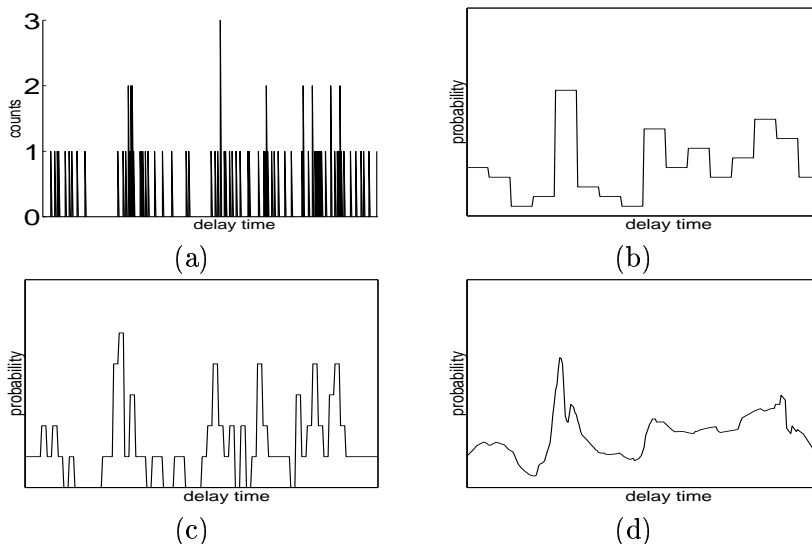 3
2
1
0
counts
delay time
(a)
probability
delay time
(b)
probability
delay time
(c)
probability
delay time
(d)